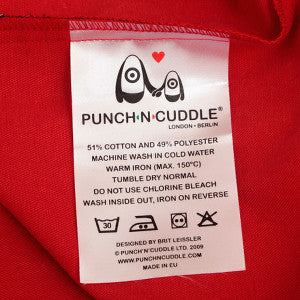 PUNCH•N•CUDDLE®
LONDON • BERLIN
51% COTTON AND 49% POLYESTER
MACHINE WASH IN COLD WATER
WARM IRON (MAX. 150°C)
TUMBLE DRY NORMAL
DO NOT USE CHLORINE BLEACH
WASH INSIDE OUT, IRON ON REVERSE
30
DESIGNED BY BRIT LEISSLER
© PUNCH'N'CUDDLE LTD. 2009
WWW.PUNCHNCUDDLE.COM
MADE IN EU